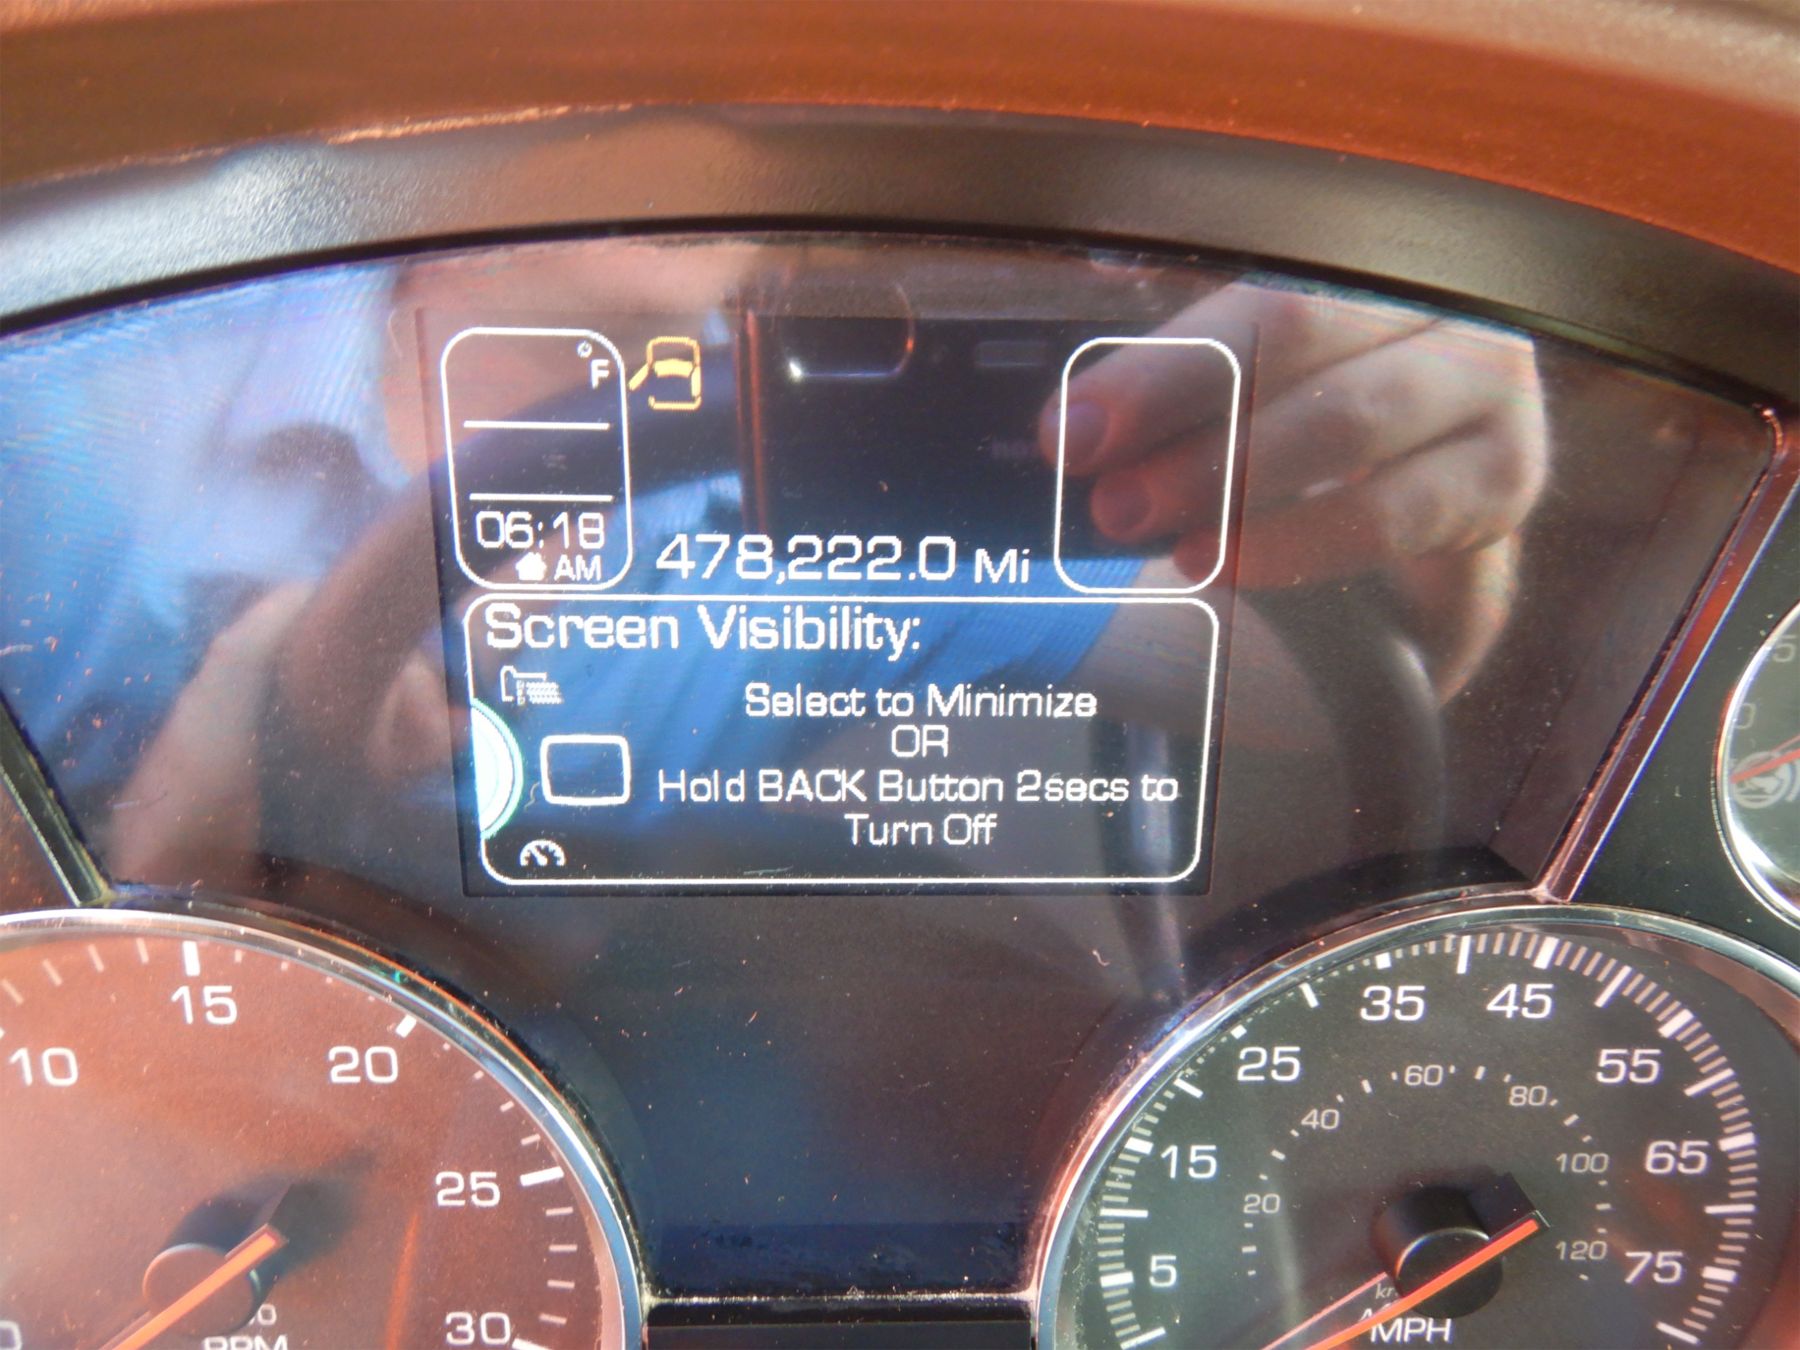 °F
06:18
AM
478,222.0 Mi
Screen Visibility:
Select to Minimize
OR
Hold BACK Button 2secs to
Turn Off
10
15
20
25
30
RPM
5
15
25
35
45
55
65
75
20
40
60
80
100
120
MPH